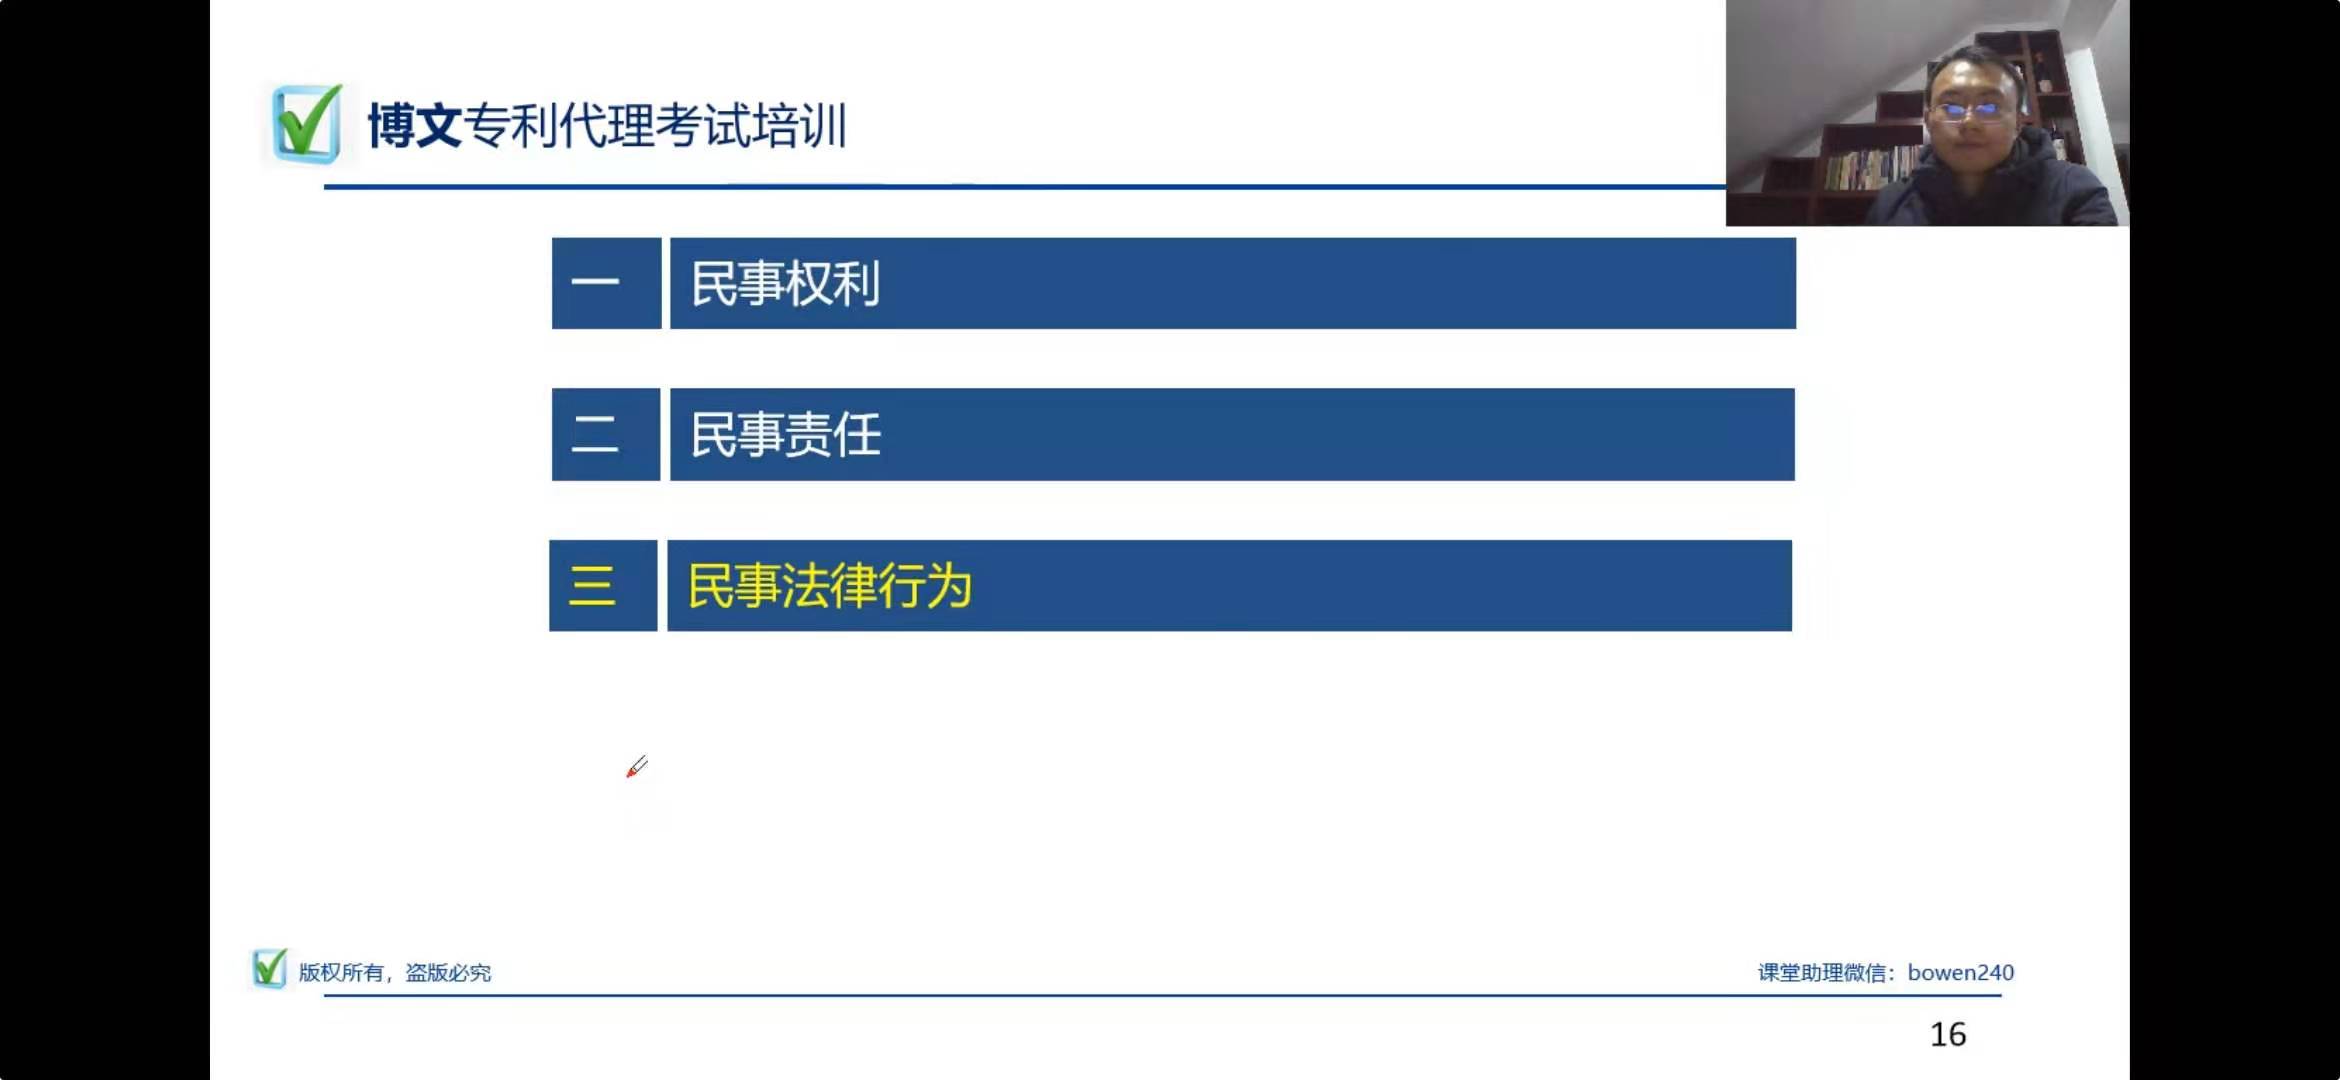 博文专利代理考试培训
一 民事权利
二 民事责任
三 民事法律行为
版权所有，盗版必究
课堂助理微信：bowen240
16